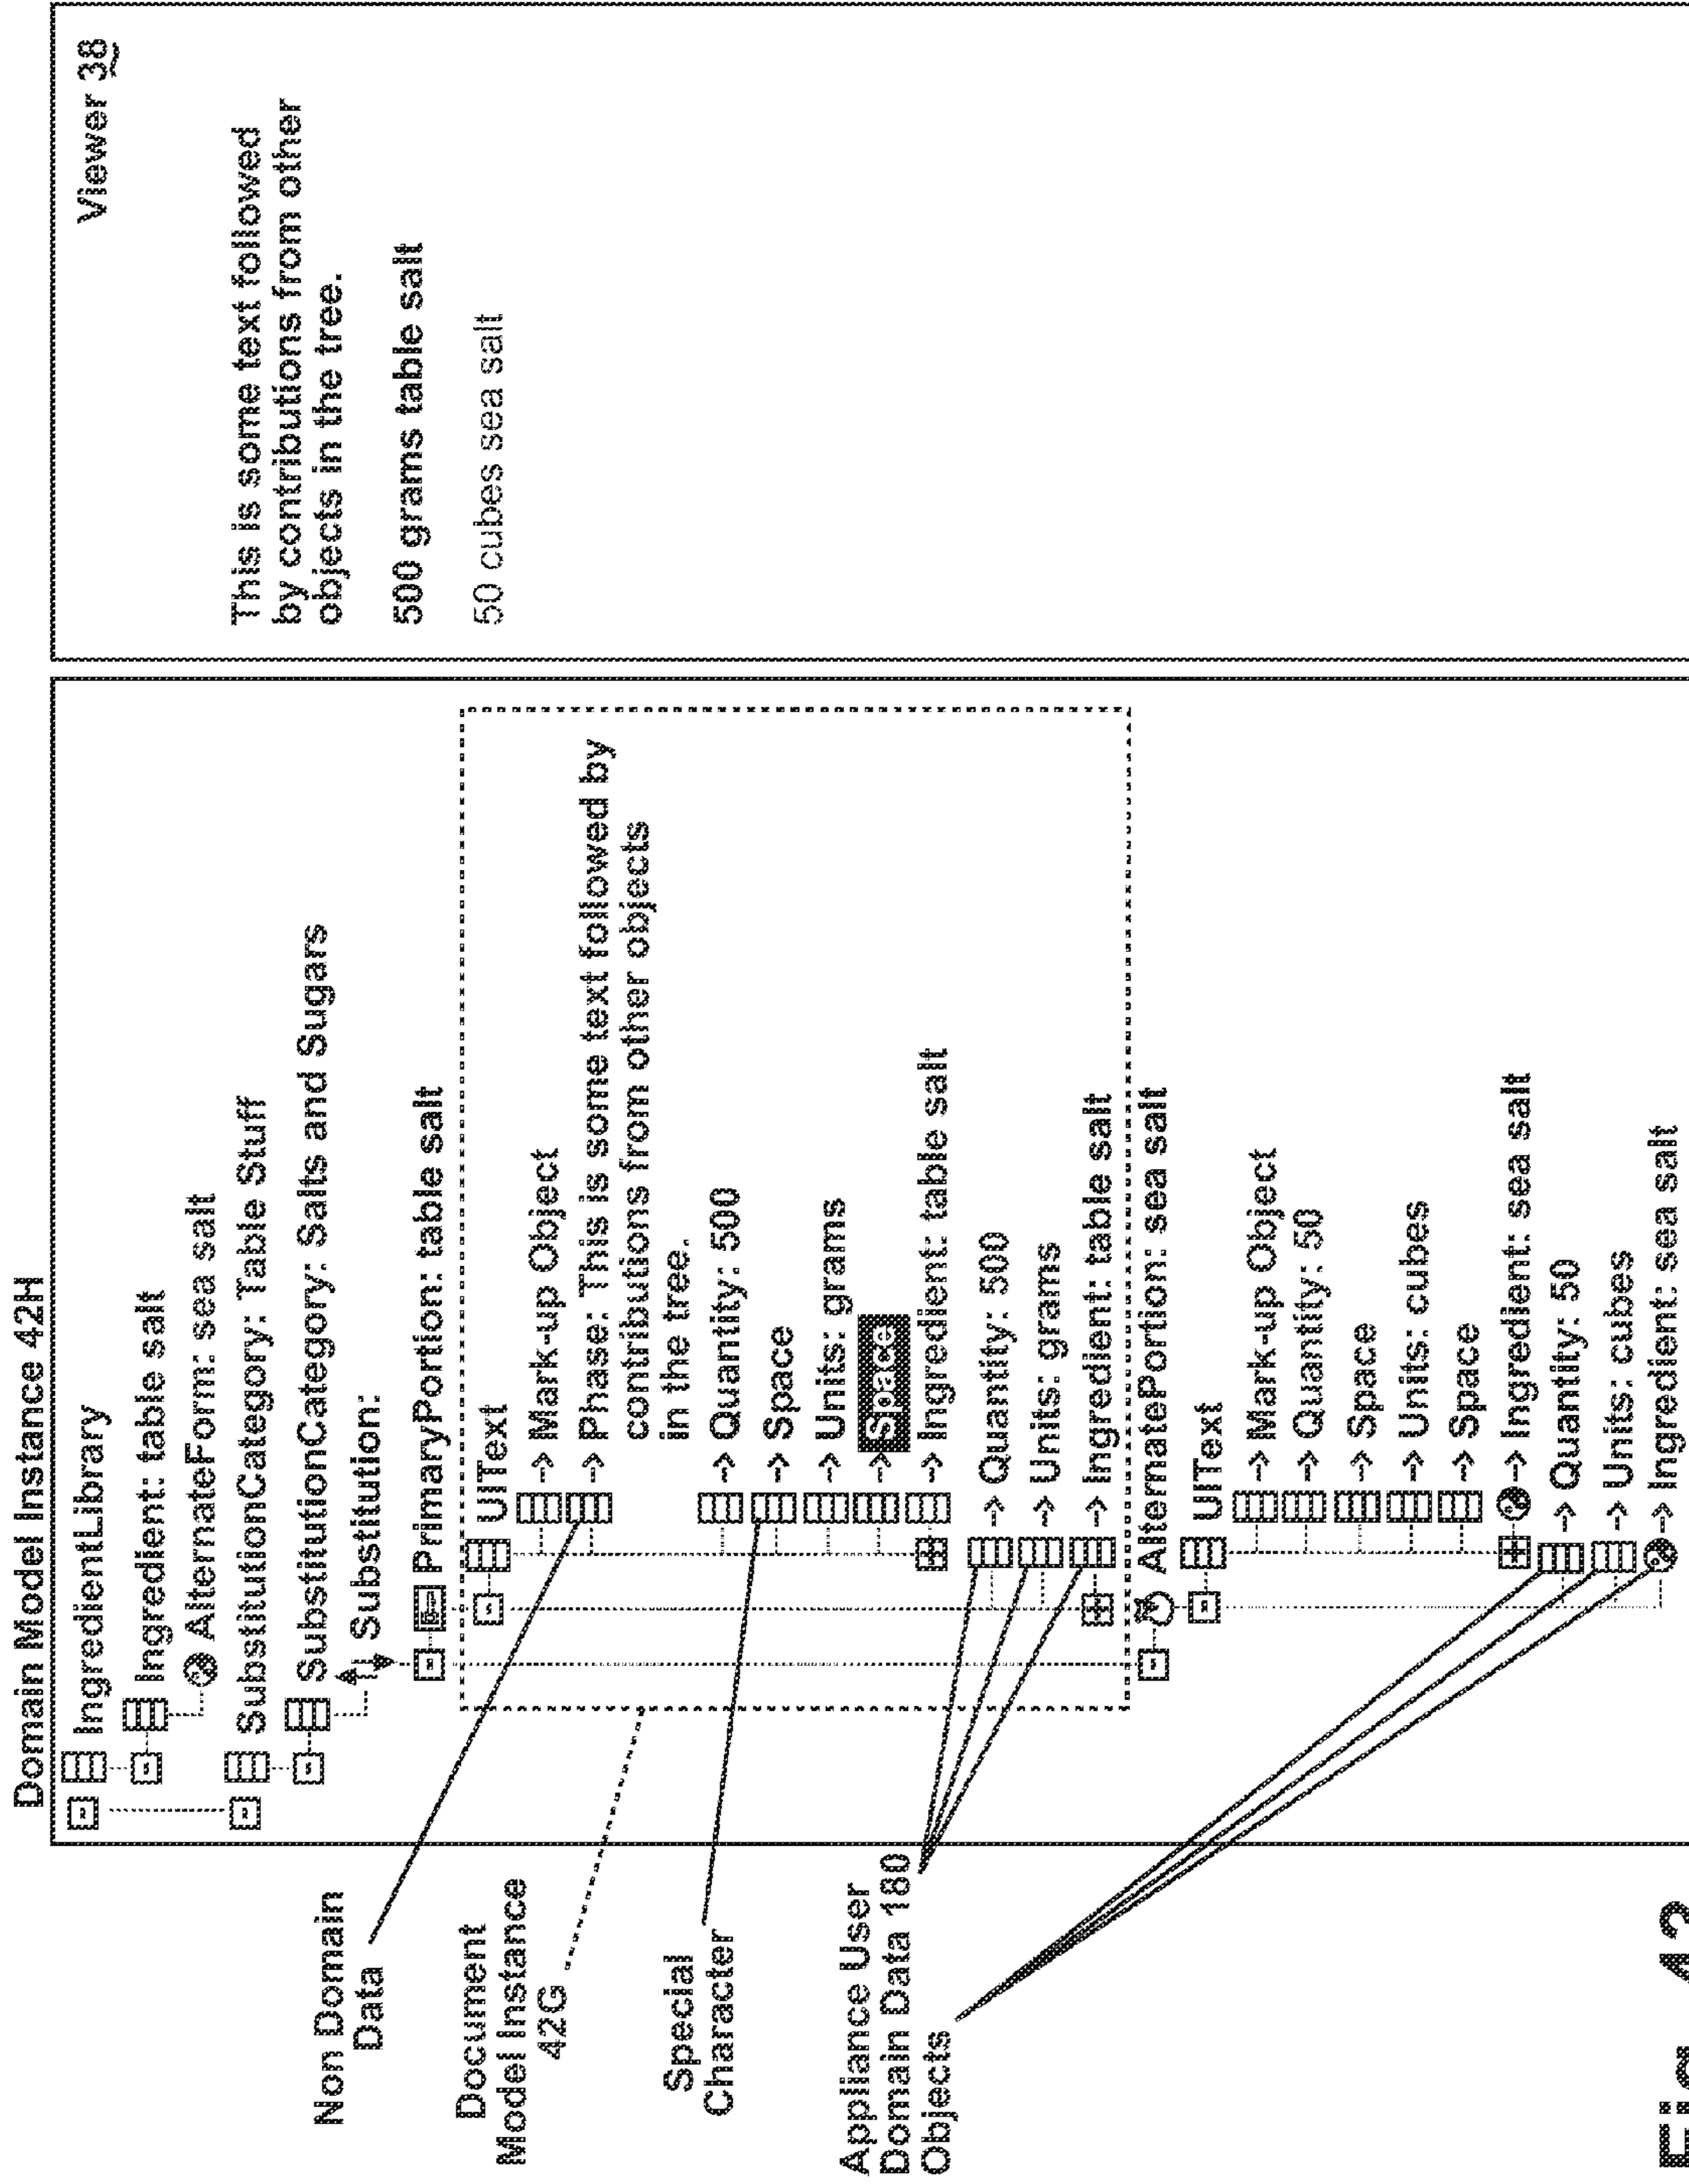 Domain Model Instance 42H
IngredientLibrary
Ingredient: table salt
AlternateForm: sea salt
SubstitutionCategory: Table Stuff
SubstitutionCategory: Salts and Sugars
Substitution:
PrimaryPortion: table salt
UIText
Mark-up Object
Phase: This is some text followed by
contributions from other objects
in the tree.
Quantity: 500
Space
Units: grams
Space
Ingredient: table salt
Quantity: 500
Units: grams
Ingredient: table salt
AlternatePortion: sea salt
UIText
Mark-up Object
Quantity: 50
Space
Units: cubes
Space
Ingredient: sea salt
Quantity: 50
Units: cubes
Ingredient: sea salt
Non Domain
Data
Document
Model Instance
42G
Special
Character
Appliance User
Domain Data 180
Objects
Viewer 38
This is some text followed
by contributions from other
objects in the tree.
500 grams table salt
50 cubes sea salt